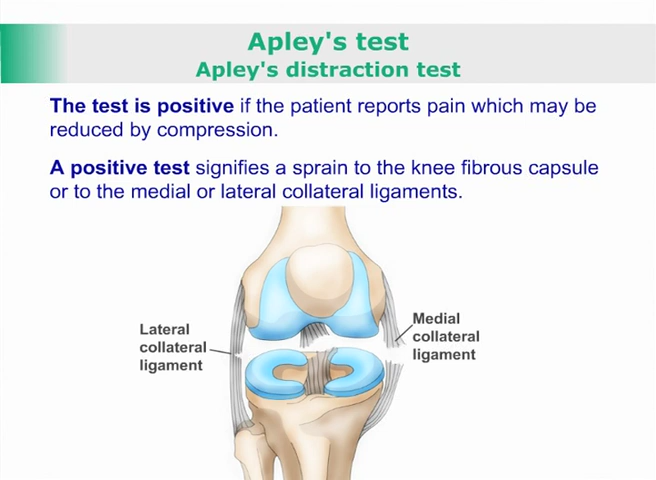 Apley's test
Apley's distraction test
The test is positive if the patient reports pain which may be
reduced by compression.
A positive test signifies a sprain to the knee fibrous capsule
or to the medial or lateral collateral ligaments.
Lateral
collateral
ligament
Medial
collateral
ligament